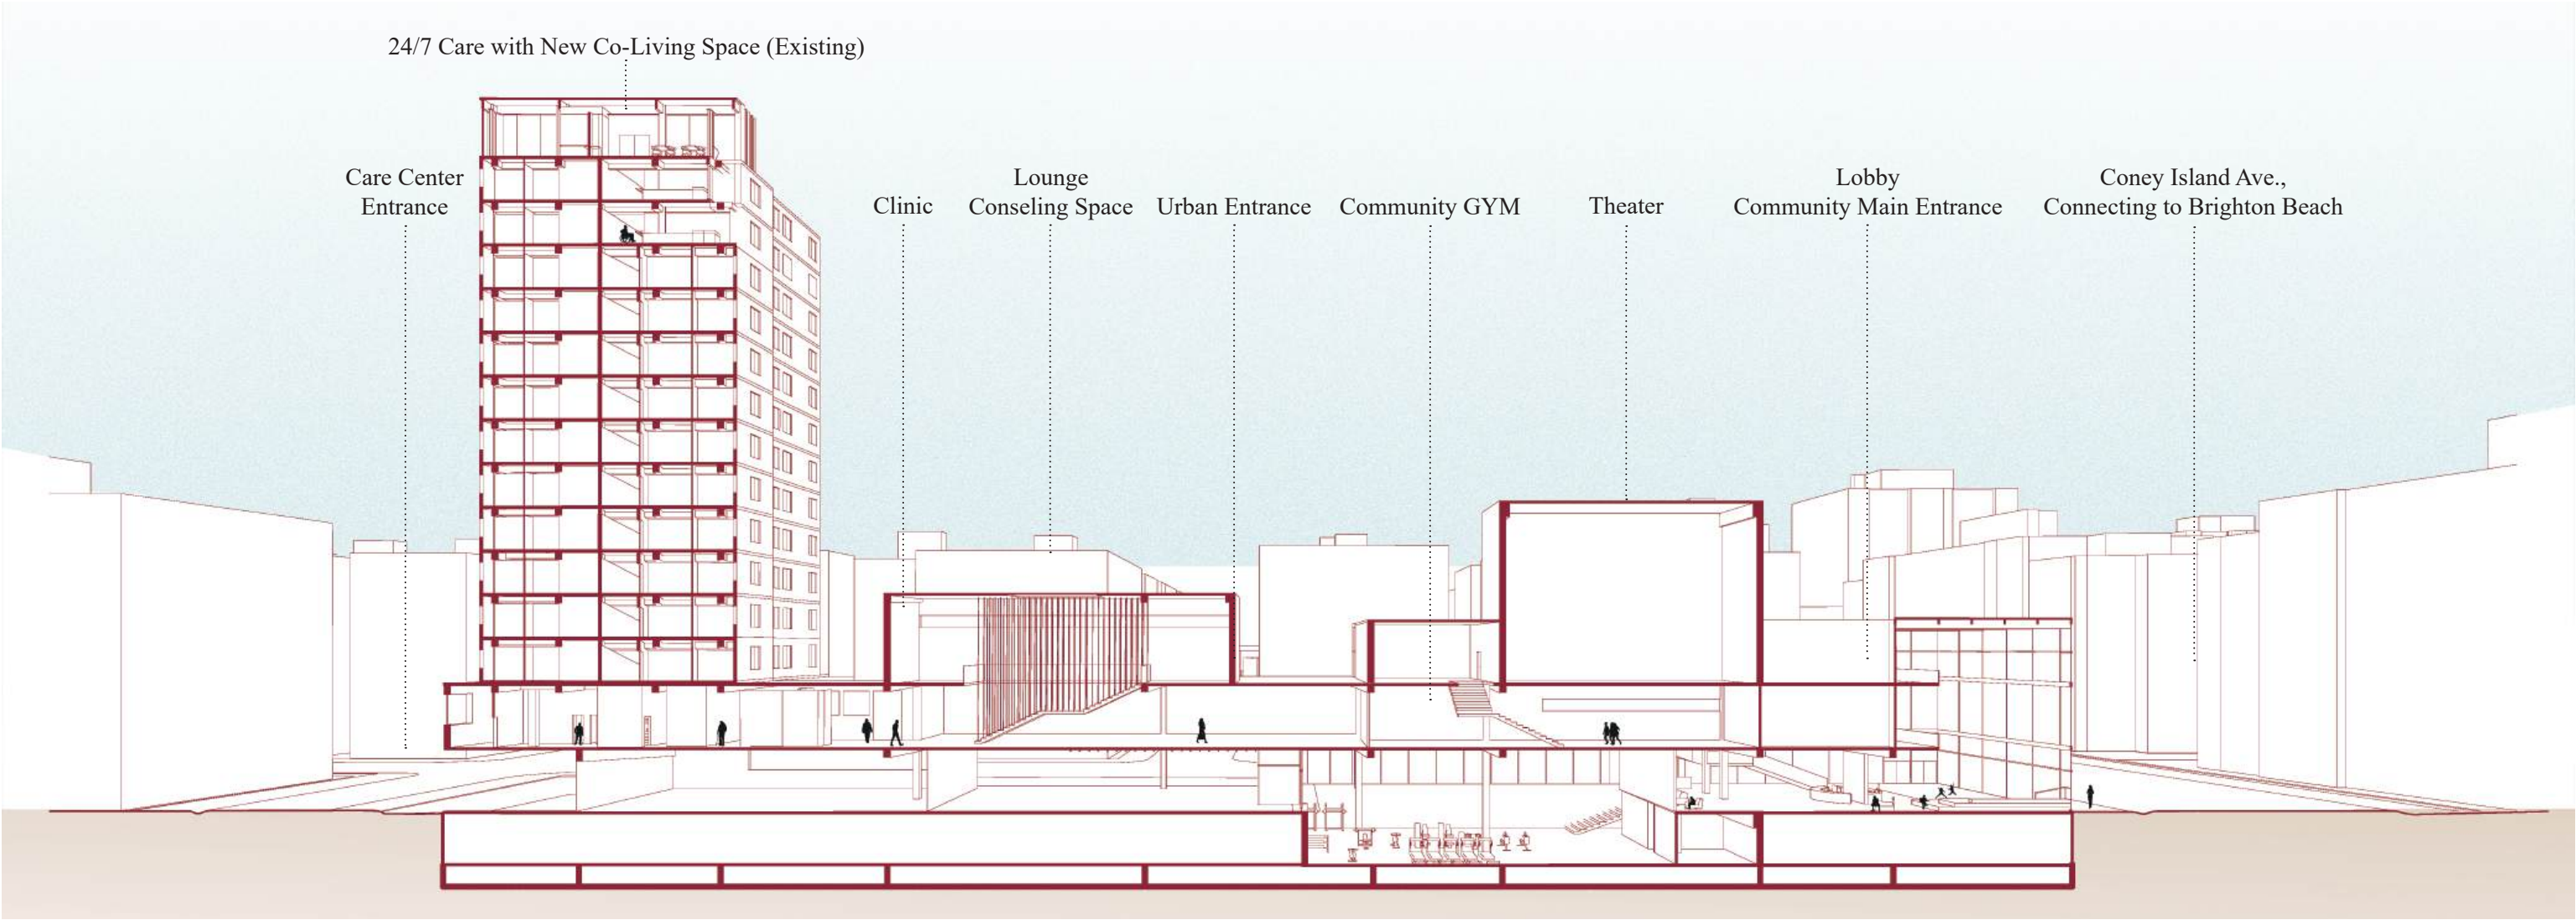 24/7 Care with New Co-Living Space (Existing)
Care Center
Entrance
Clinic
Lounge
Conseling Space
Urban Entrance
Community GYM
Theater
Lobby
Community Main Entrance
Coney Island Ave.,
Connecting to Brighton Beach